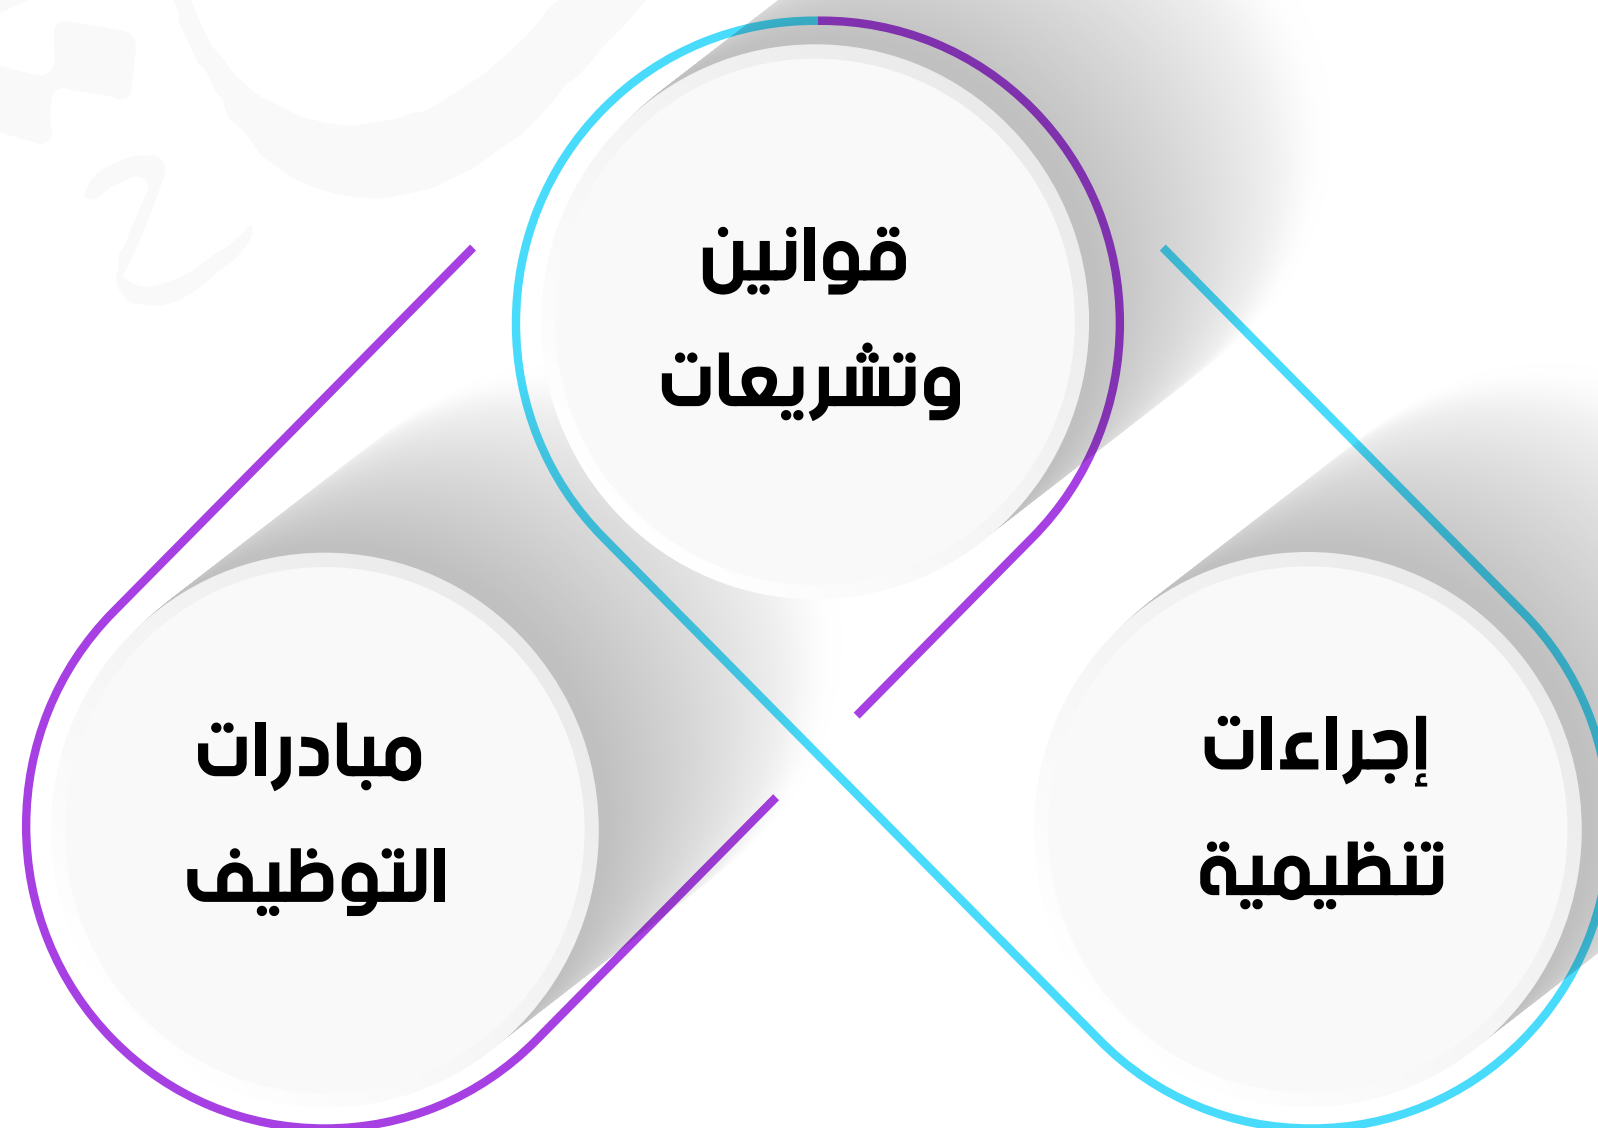 قوانين
وتشريعات
إجراءات
تنظيمية
مبادرات
التوظيف